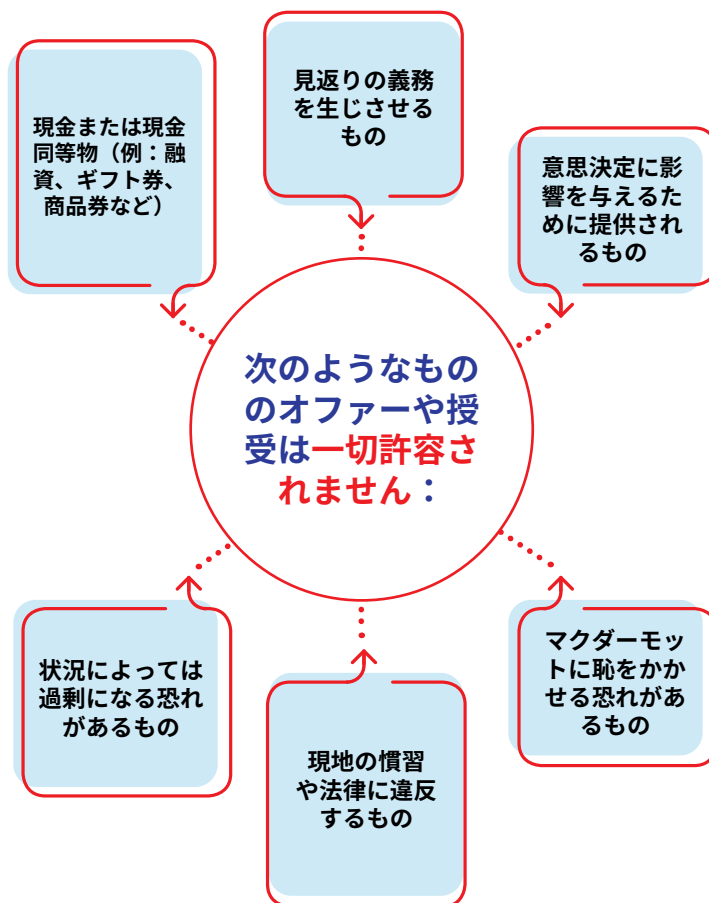 見返りの義務
を生じさせる
もの
現金または現金
同等物（例：融
資、ギフト券、
商品券など）
意思決定に影
響を与えるた
めに提供され
るもの
次のようなもの
のオファーや授
受は一切許容さ
れません：
状況によっては
過剰になる恐れ
があるもの
マクダーモッ
トに恥をかか
せる恐れがあ
るもの
現地の慣習
や法律に違反
するもの